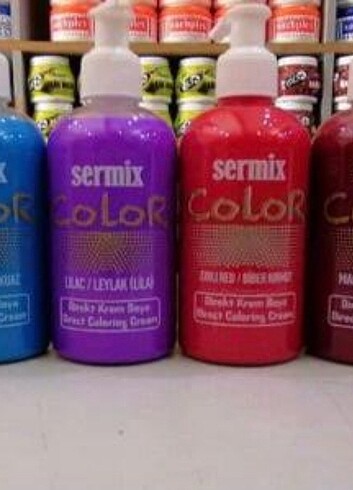 sermix
CoLoR
LILAC / LEYLAK (LİLA)
Direkt Krem Boya
Direct Coloring Cream
sermix
CoLoR
CHILI RED / BİBER KIRMIZI
Direkt Krem Boya
Direct Coloring Cream